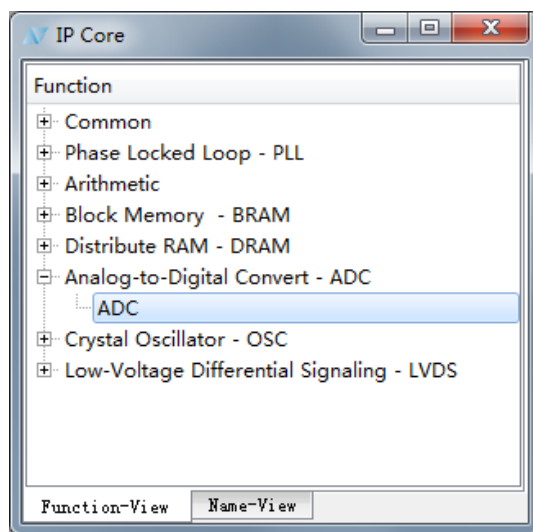 IP Core
Function
Common
Phase Locked Loop - PLL
Arithmetic
Block Memory - BRAM
Distribute RAM - DRAM
Analog-to-Digital Convert - ADC
ADC
Crystal Oscillator - OSC
Low-Voltage Differential Signaling - LVDS
Function-View Name-View